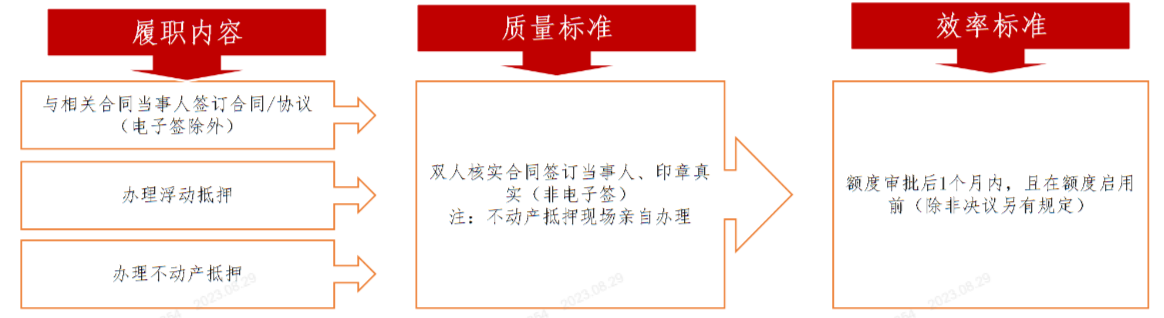 履职内容
质量标准
效率标准
与相关合同当事人签订合同/协议
（电子签除外）
办理浮动抵押
办理不动产抵押
双人核实合同签订当事人、印章真
实（非电子签）
注：不动产抵押现场亲自办理
额度审批后1个月内，且在额度启用
前（除非决议另有规定）
2023.08.29
2023.08.29
2023.08.29